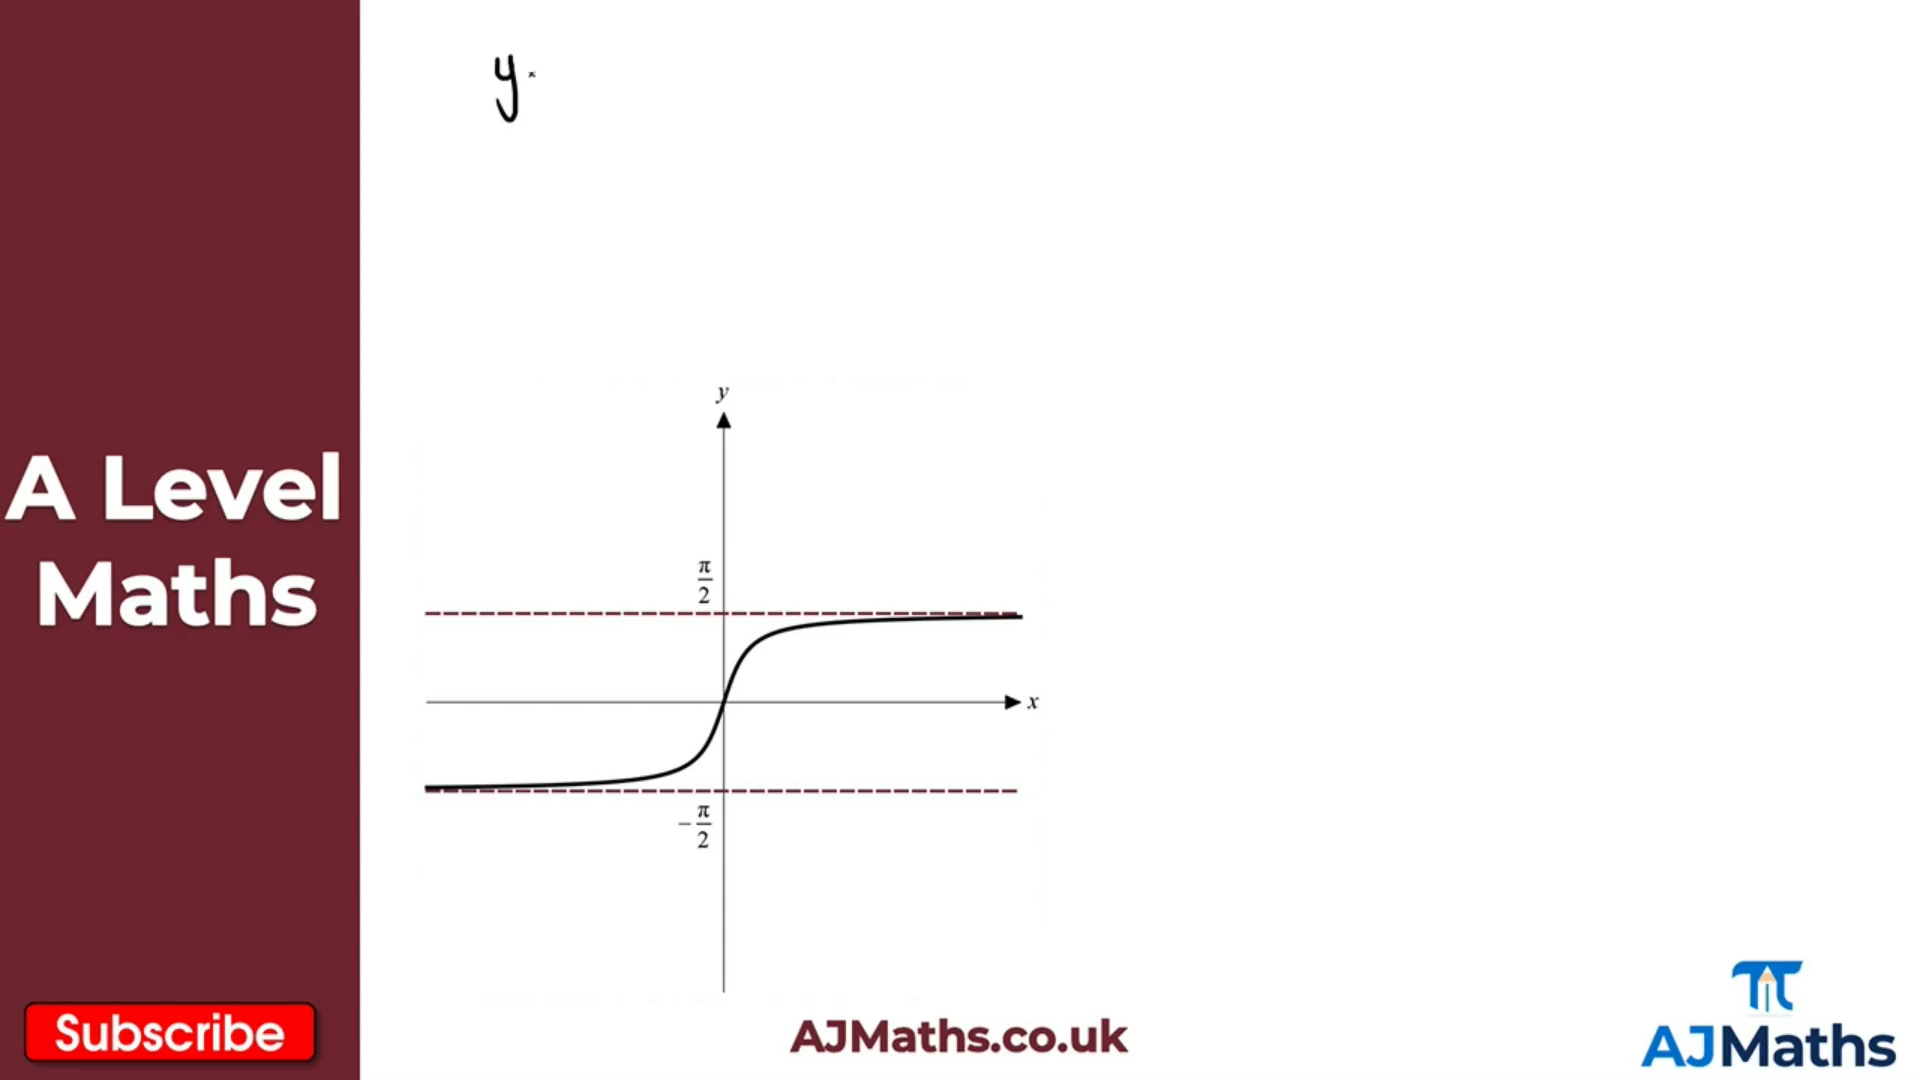 y
y
π
2
x
-π
2
A Level
Maths
Subscribe
AJMaths.co.uk
AJMaths